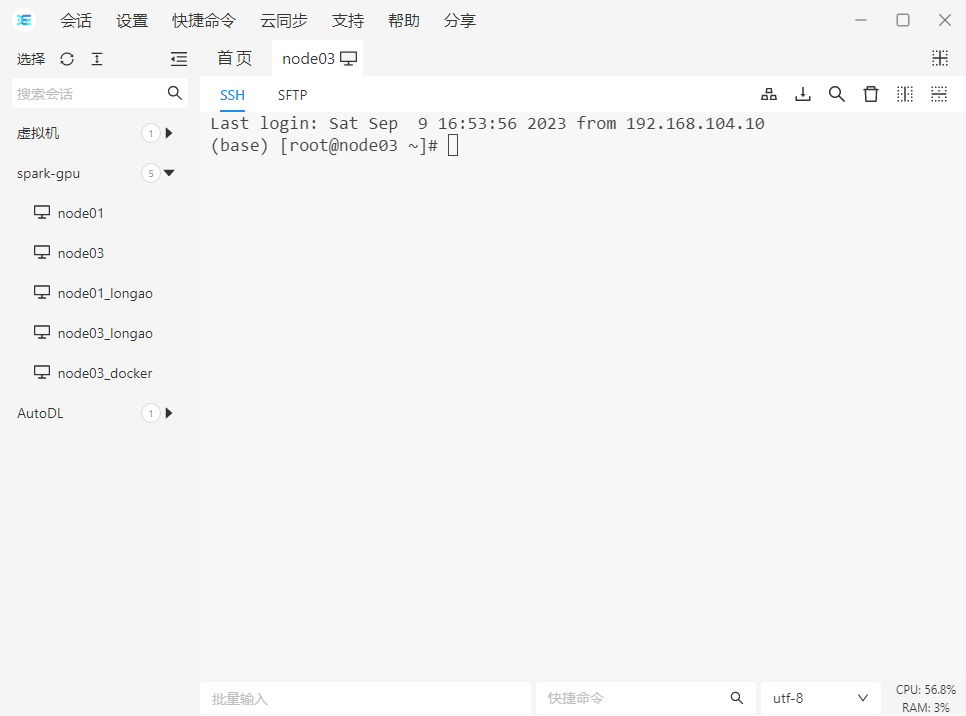 会话 设置 快捷命令 云同步 支持 帮助 分享
选择
首页 node03
搜索会话
SSH SFTP
Last login: Sat Sep  9 16:53:56 2023 from 192.168.104.10
(base) [root@node03 ~]#
虚拟机 1
spark-gpu 5
node01
node03
node01_longao
node03_longao
node03_docker
AutoDL 1
批量输入 快捷命令 utf-8
CPU: 56.8%
RAM: 3%